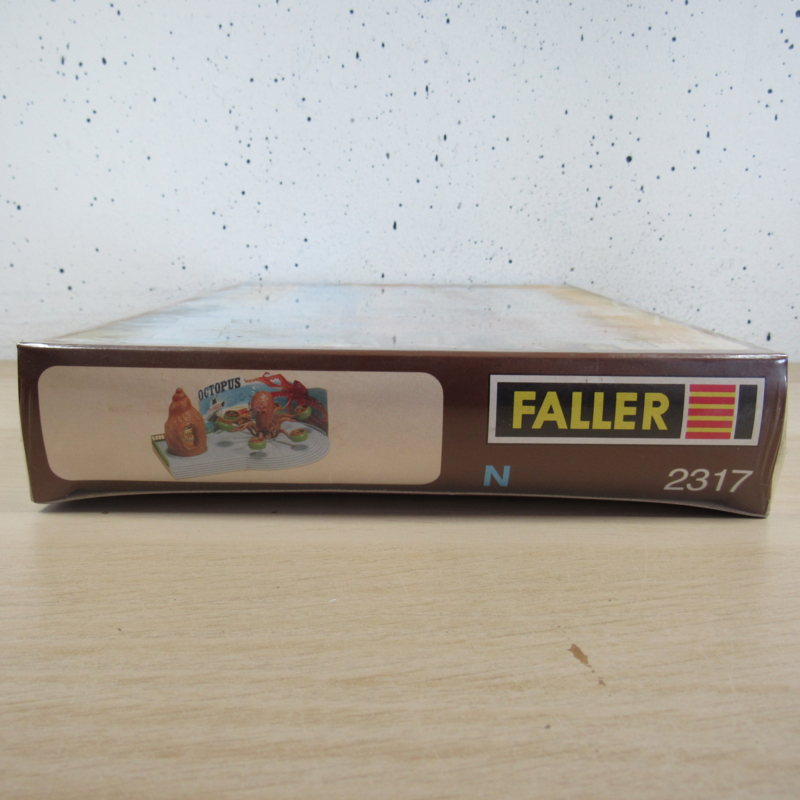 OCTOPUS
FALLER
N
2317